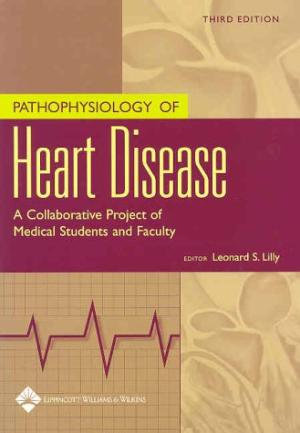 THIRD EDITION
PATHOPHYSIOLOGY OF
Heart Disease
A Collaborative Project of
Medical Students and Faculty
EDITOR Leonard S. Lilly
LIPPINCOTT WILLIAMS & WILKINS